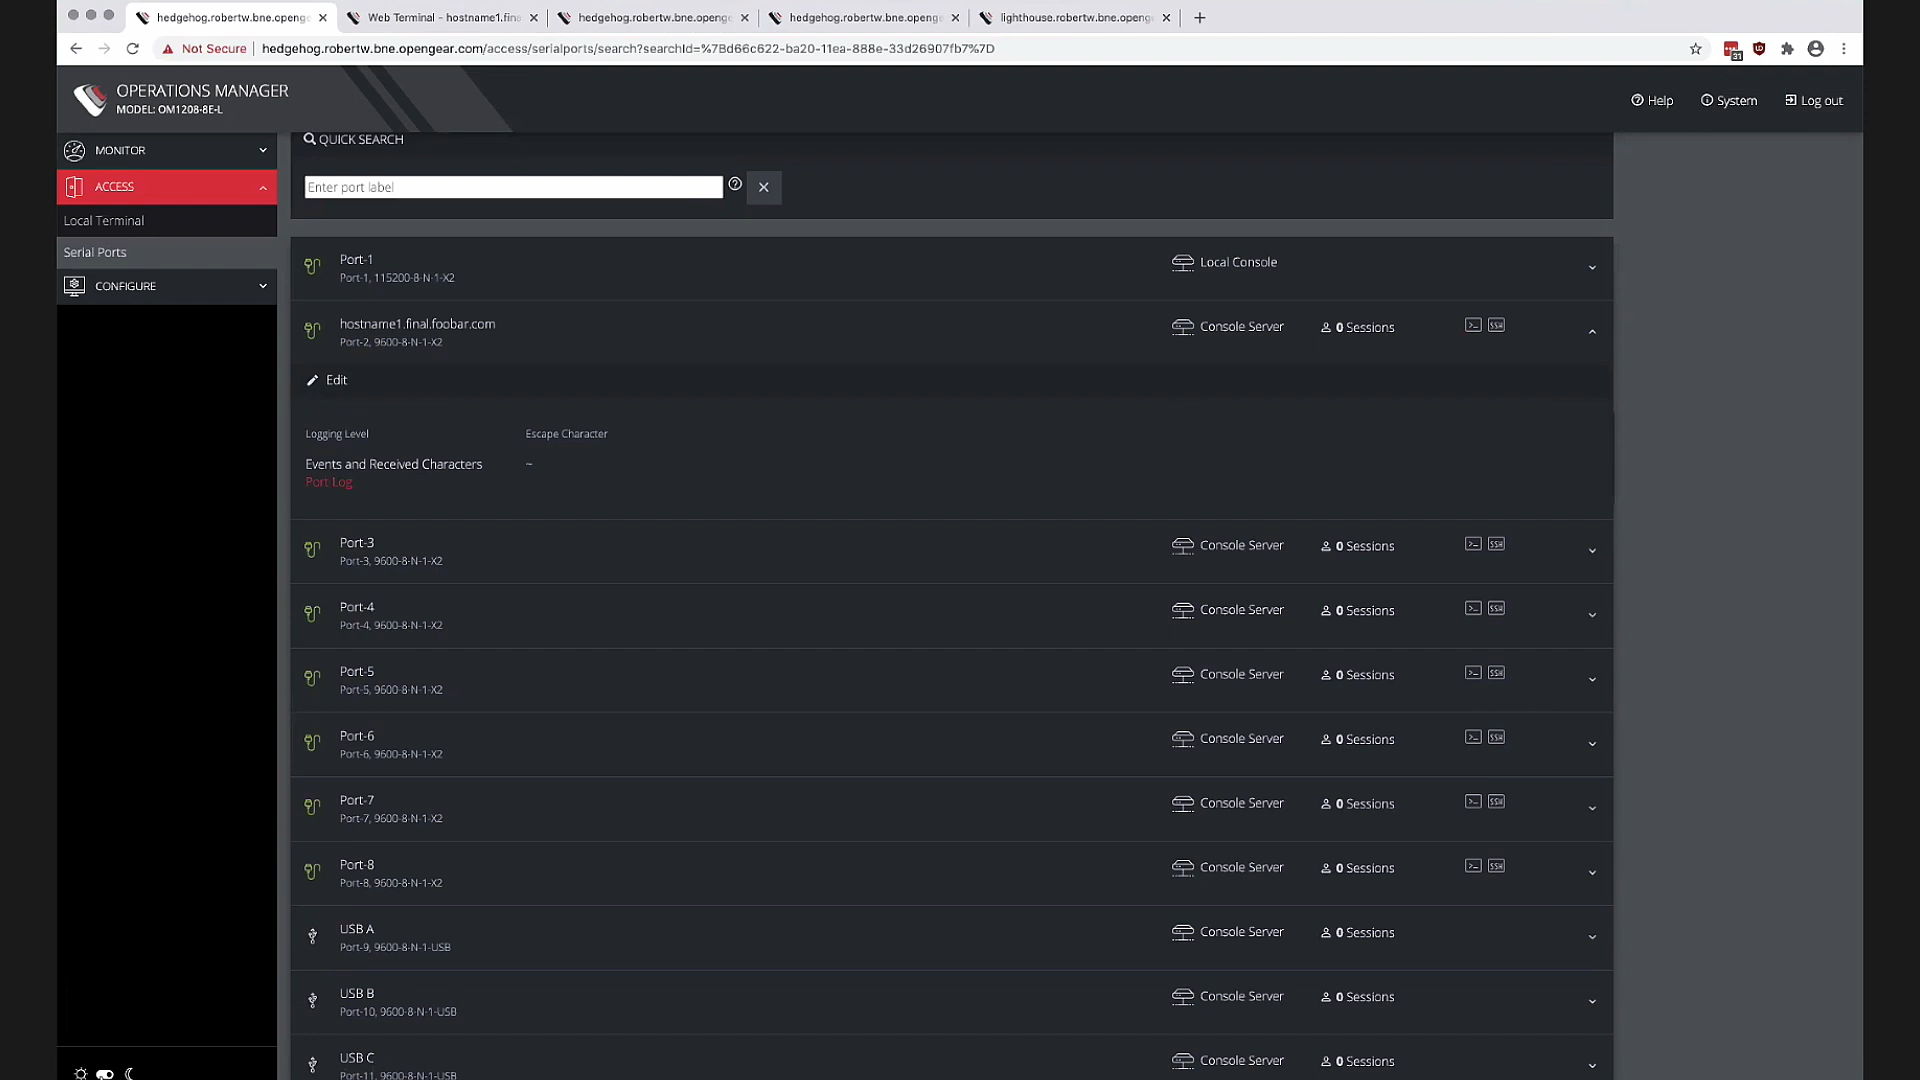 hedgehog.robertw.bne.openge
Web Terminal - hostname1.fina
hedgehog.robertw.bne.openge
hedgehog.robertw.bne.openge
lighthouse.robertw.bne.openg
Not Secure
hedgehog.robertw.bne.opengear.com/access/serialports/search?searchId=%7Bd66c622-ba20-11ea-888e-33d26907fb7%7D
31
OPERATIONS MANAGER
MODEL: OM1208-8E-L
Help
System
Log out
MONITOR
ACCESS
Local Terminal
Serial Ports
CONFIGURE
QUICK SEARCH
Enter port label
Port-1
Port-1, 115200-8-N-1-X2
Local Console
hostname1.final.foobar.com
Port-2, 9600-8-N-1-X2
Console Server
0 Sessions
SSH
Edit
Logging Level
Escape Character
Events and Received Characters
~
Port Log
Port-3
Port-3, 9600-8-N-1-X2
Console Server
0 Sessions
SSH
Port-4
Port-4, 9600-8-N-1-X2
Console Server
0 Sessions
SSH
Port-5
Port-5, 9600-8-N-1-X2
Console Server
0 Sessions
SSH
Port-6
Port-6, 9600-8-N-1-X2
Console Server
0 Sessions
SSH
Port-7
Port-7, 9600-8-N-1-X2
Console Server
0 Sessions
SSH
Port-8
Port-8, 9600-8-N-1-X2
Console Server
0 Sessions
SSH
USB A
Port-9, 9600-8-N-1-USB
Console Server
0 Sessions
USB B
Port-10, 9600-8-N-1-USB
Console Server
0 Sessions
USB C
Port-11, 9600-8-N-1-USB
Console Server
0 Sessions